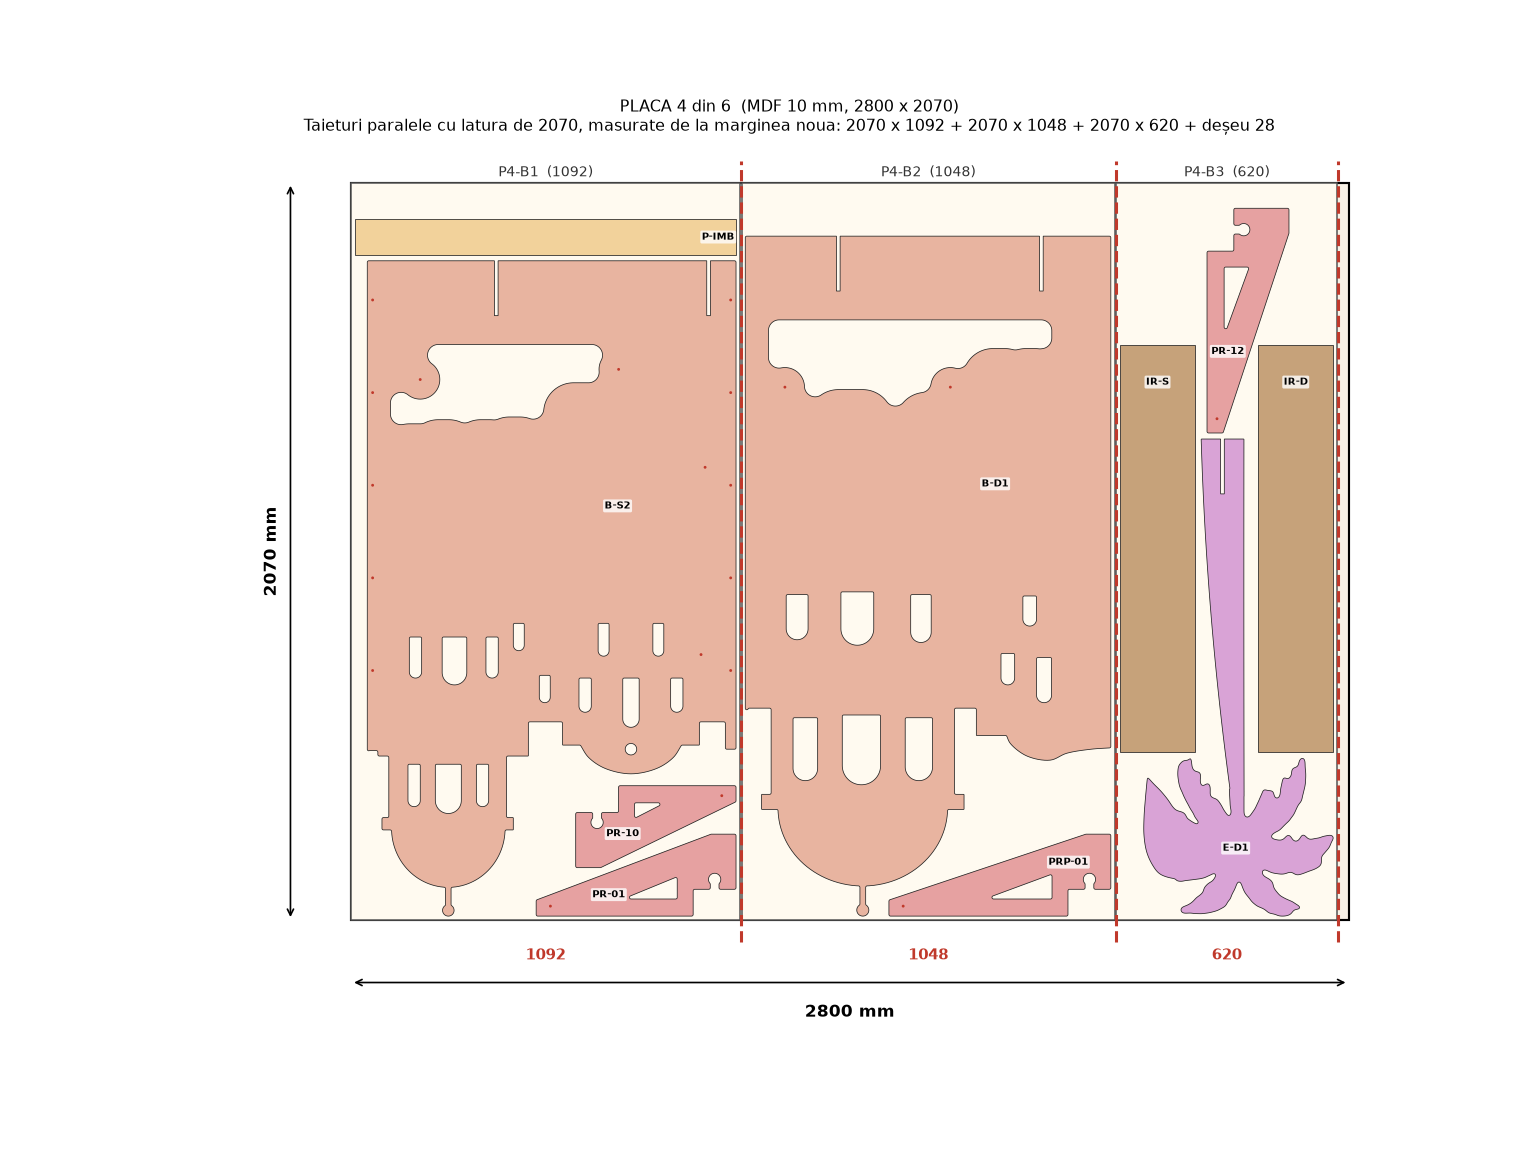 PLACA 4 din 6  (MDF 10 mm, 2800 x 2070)
Taieturi paralele cu latura de 2070, masurate de la marginea noua: 2070 x 1092 + 2070 x 1048 + 2070 x 620 + deșeu 28
P4-B1  (1092)
P4-B2  (1048)
P4-B3  (620)
P-IMB
PR-12
IR-S
IR-D
B-D1
B-S2
2070 mm
PR-10
E-D1
PRP-01
PR-01
1092
1048
620
2800 mm